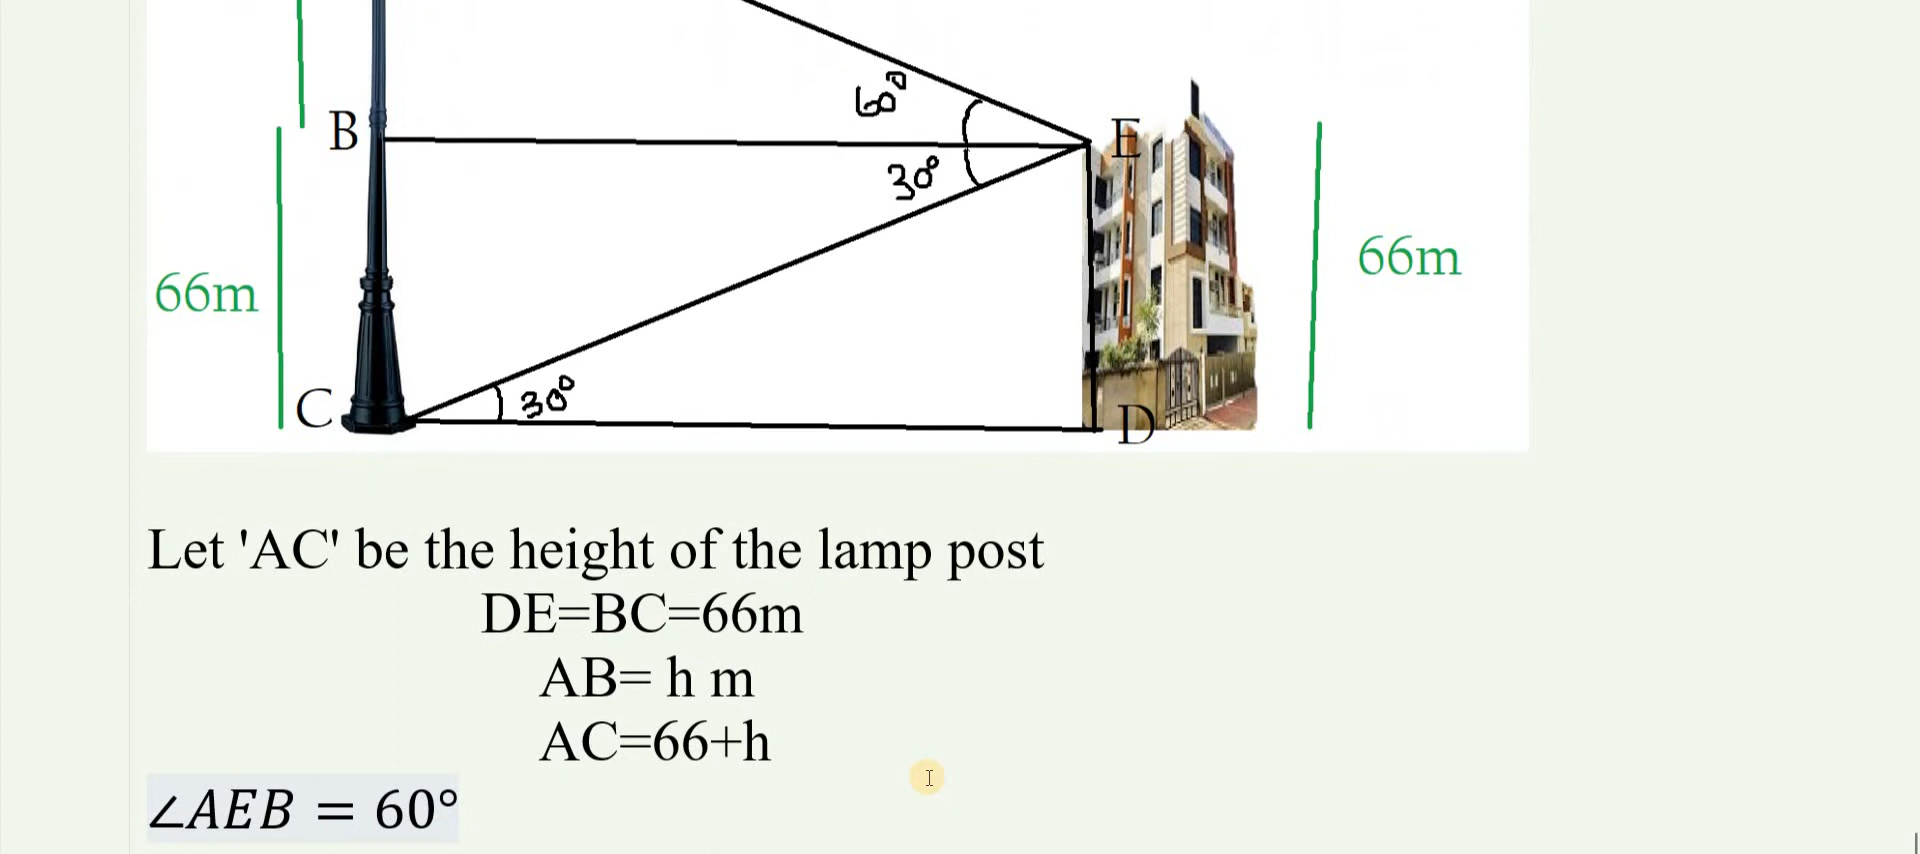 60°
B
E
30°
66m
66m
30°
C
D
Let 'AC' be the height of the lamp post
DE=BC=66m
AB= h m
AC=66+h
∠AEB = 60°